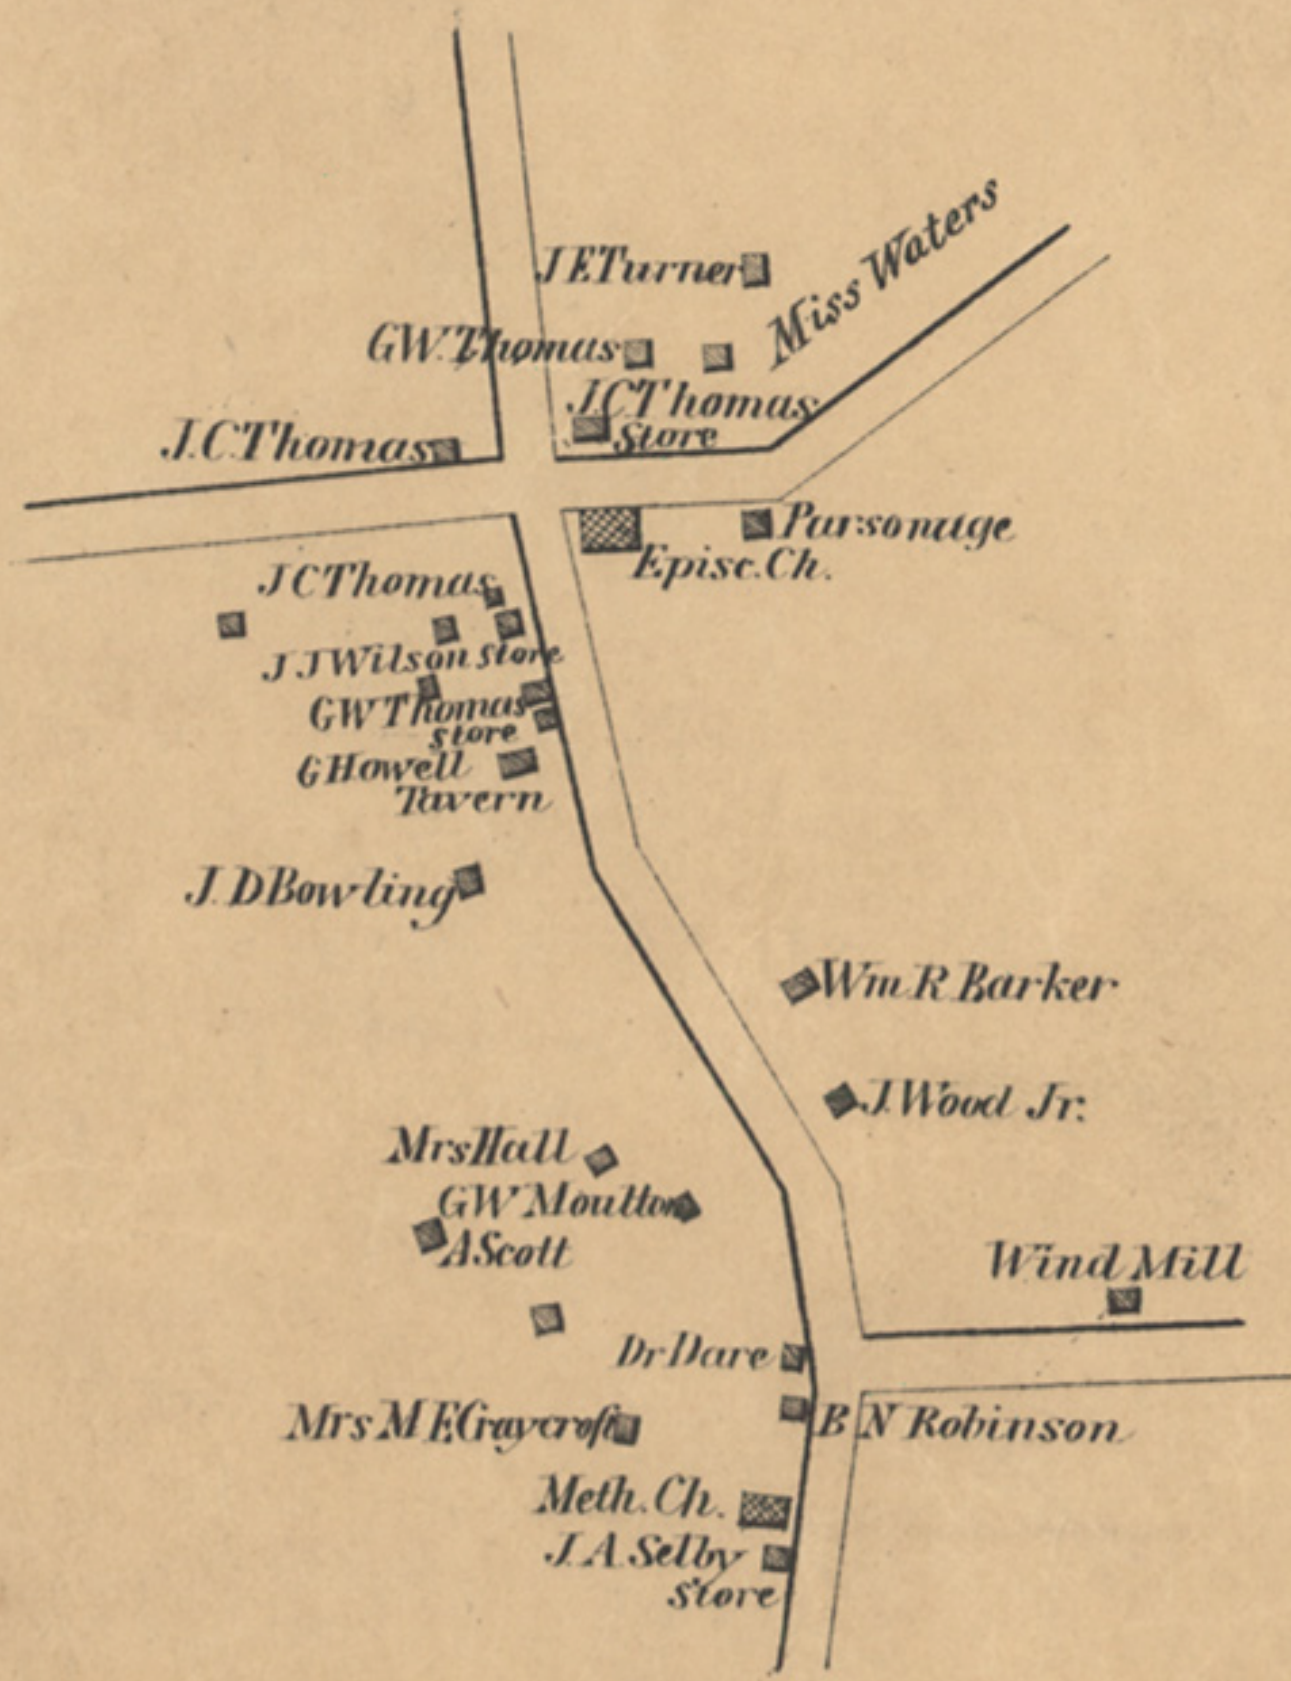 Miss Waters
J E Turner
G W. Thomas
J. C Thomas
Store
J. C. Thomas
Parsonage
Episc. Ch.
J C Thomas
J J Wilson Store
G W Thomas
Store
G Howell
Tavern
J. D Bowling
Wm R Barker
J. Wood Jr.
Mrs Hall
G W Moulton
A Scott
Wind Mill
Dr Dare
Mrs M E Craycroft
B N Robinson
Meth. Ch.
J. A. Selby
Store